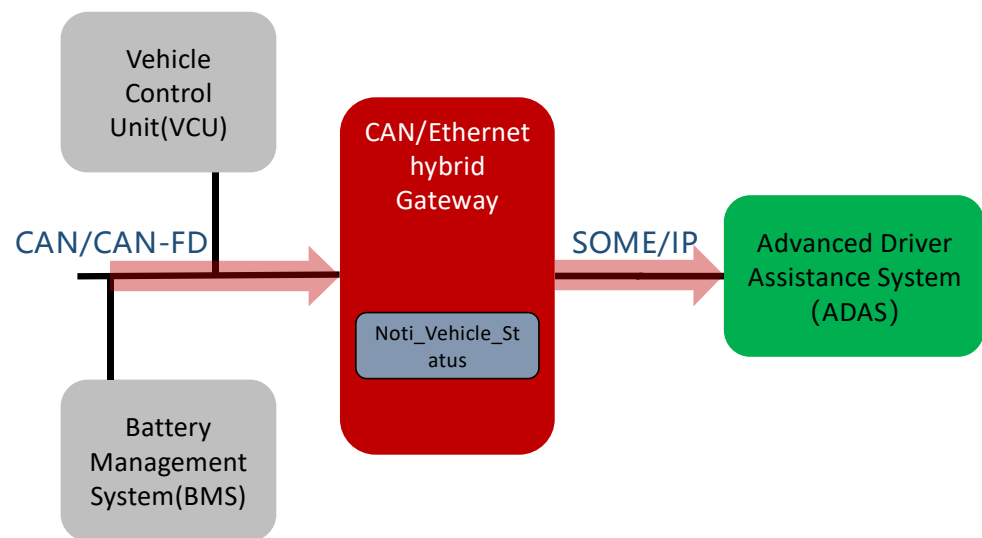 Vehicle
Control
Unit(VCU)
CAN/Ethernet
hybrid
Gateway
CAN/CAN-FD
SOME/IP
Advanced Driver
Assistance System
(ADAS)
Noti_Vehicle_St
atus
Battery
Management
System(BMS)